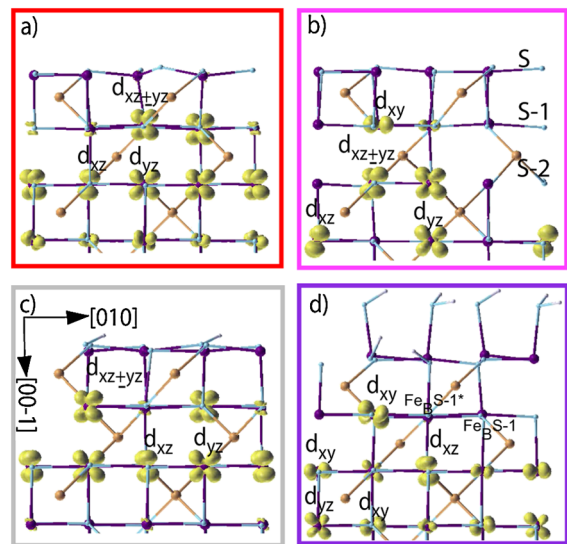 a)
d_xz±yz
d_xz d_yz
b)
S
d_xy
S-1
d_xz±yz
S-2
d_xz
d_yz
c)
[010]
[00-1]
d_xz±yz
d_xz d_yz
d)
d_xy
Fe_B S-1*
d_xz
Fe_B S-1
d_xy
d_yz
d_xy